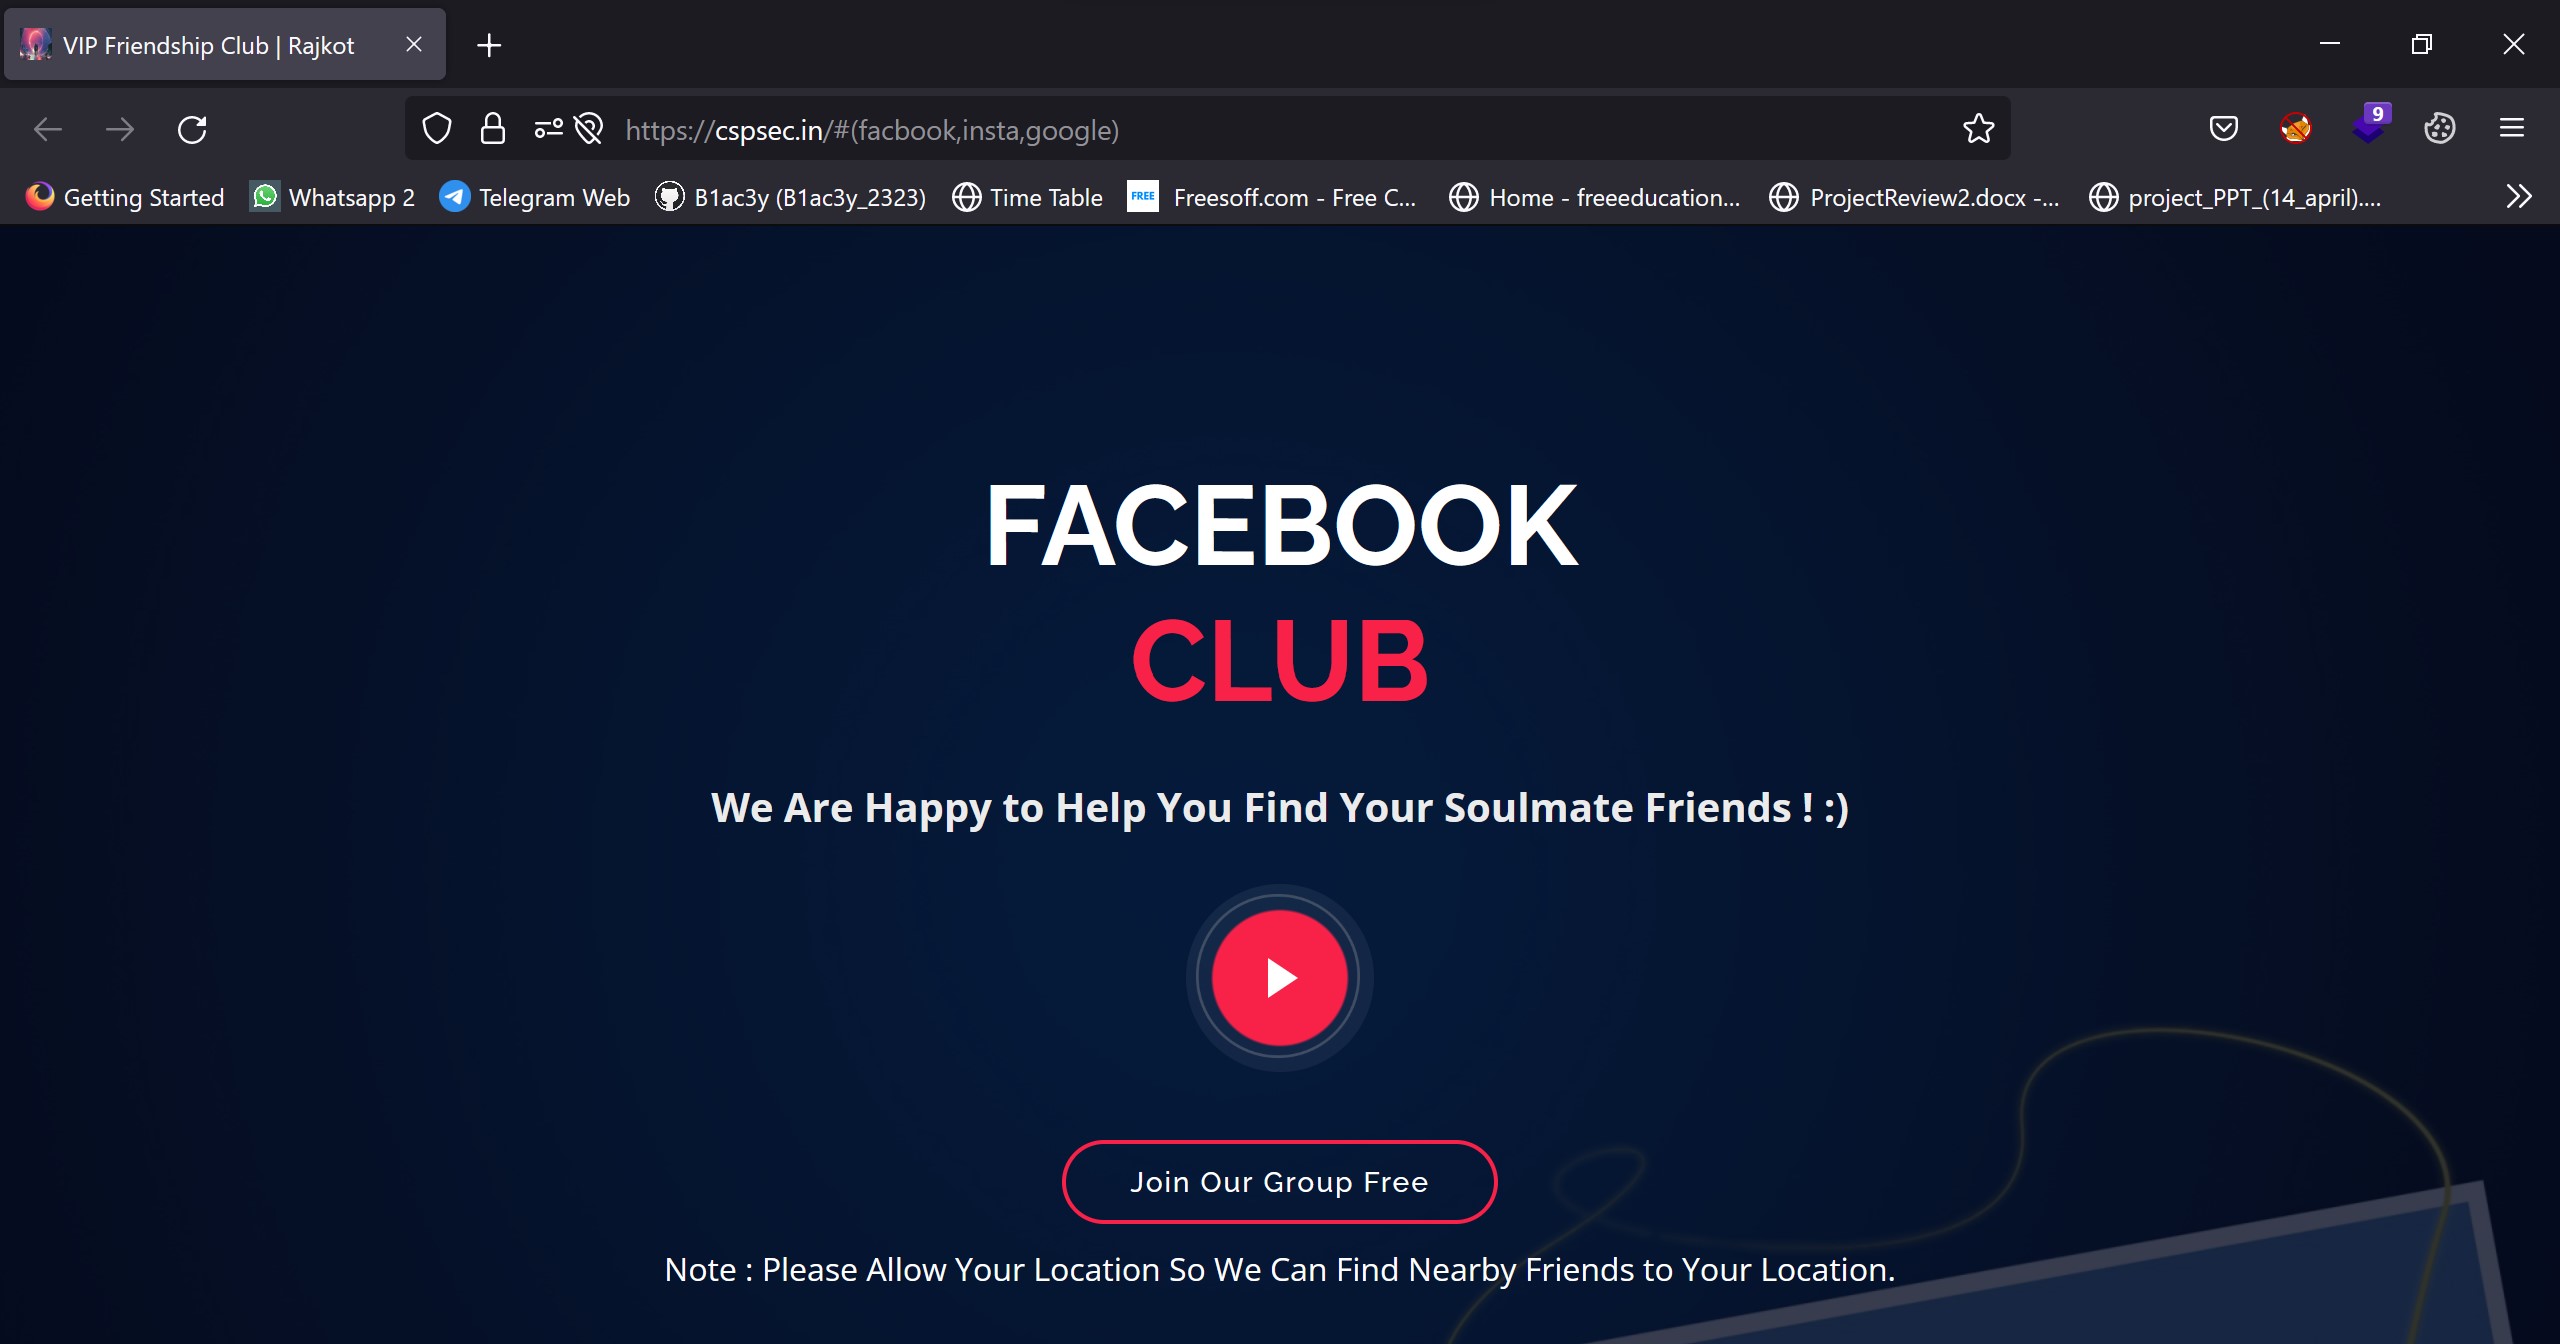 VIP Friendship Club | Rajkot
https://cspsec.in/#(facbook,insta,google)
9
Getting Started Whatsapp 2 Telegram Web B1ac3y (B1ac3y_2323) Time Table FREE Freesoff.com - Free C... Home - freeeducation... ProjectReview2.docx -... project_PPT_(14_april)....
FACEBOOK
CLUB
We Are Happy to Help You Find Your Soulmate Friends ! :)
Join Our Group Free
Note : Please Allow Your Location So We Can Find Nearby Friends to Your Location.